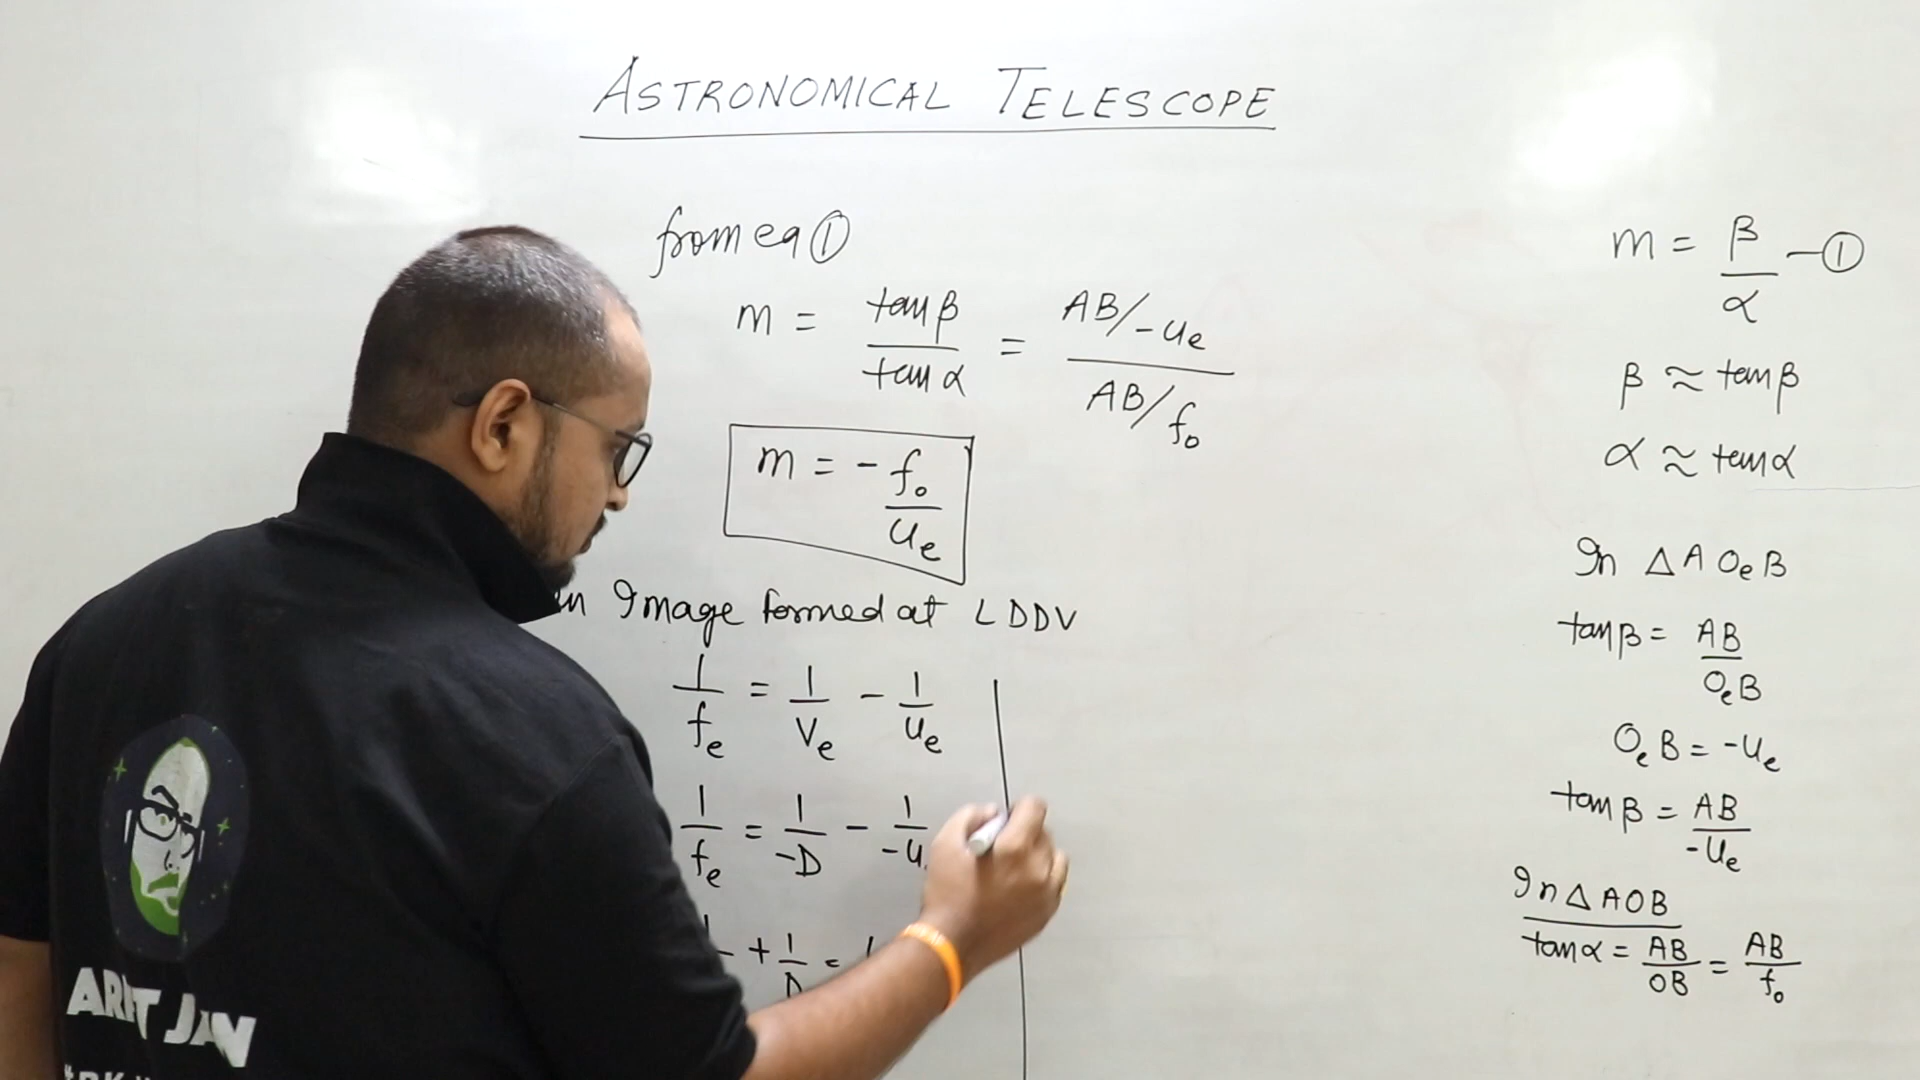 ASTRONOMICAL TELESCOPE
from eq ①
m = tan β / tan α = AB/-ue / AB/fo
m = - fo / ue
Image formed at LDDV
1/fe = 1/Ve - 1/ue
1/fe = 1/-D - 1/-u
+ 1/D =
m = β/α - ①
β ≈ tan β
α ≈ tan α
In △ A Oe B
tan β = AB / OeB
Oe B = -ue
tan β = AB / -ue
In △ AOB
tan α = AB/OB = AB/fo